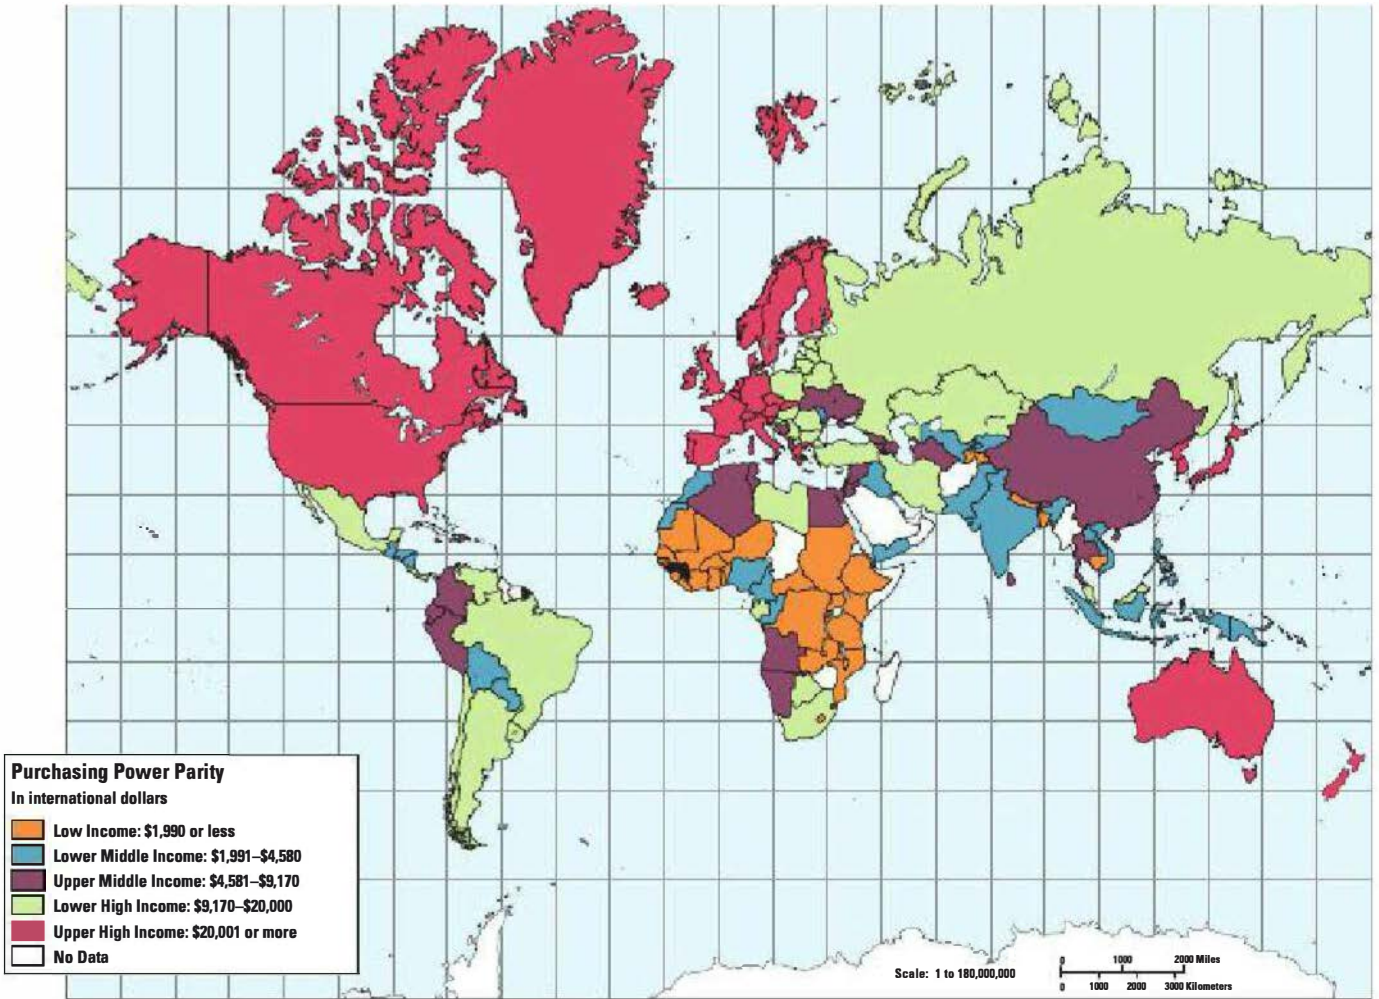 Purchasing Power Parity
In international dollars
Low Income: $1,990 or less
Lower Middle Income: $1,991–$4,580
Upper Middle Income: $4,581–$9,170
Lower High Income: $9,170–$20,000
Upper High Income: $20,001 or more
No Data
Scale: 1 to 180,000,000
0 1000 2000 Miles
0 1000 2000 3000 Kilometers